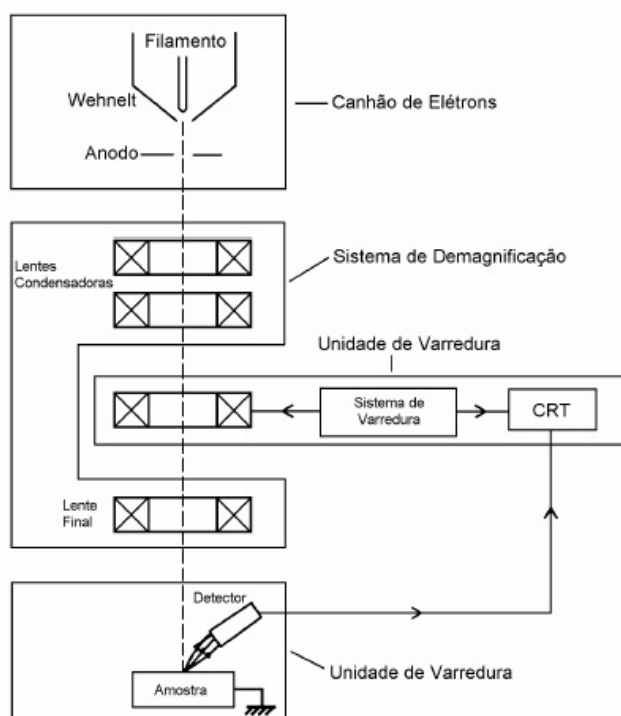 Filamento
Wehnelt
Canhão de Elétrons
Anodo
Lentes
Condensadoras
Sistema de Demagnificação
Unidade de Varredura
Sistema de
Varredura
CRT
Lente
Final
Detector
Amostra
Unidade de Varredura